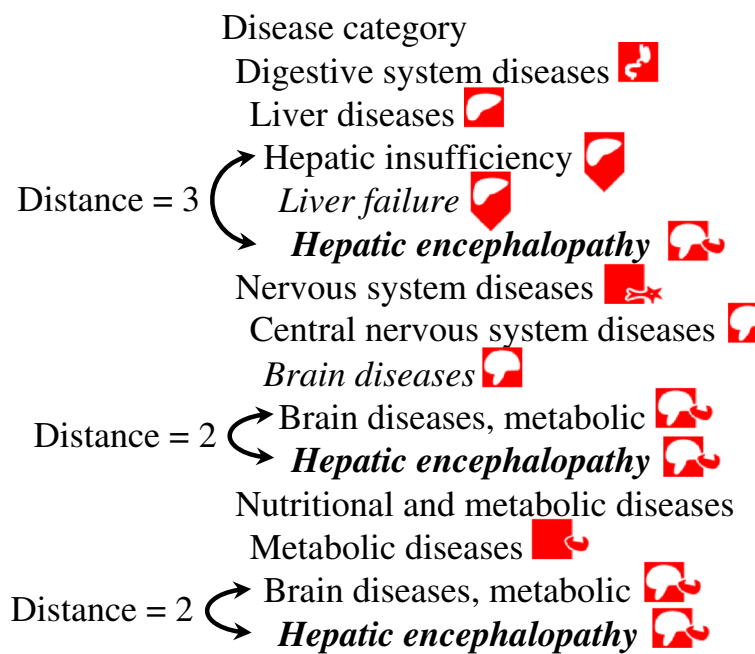 Disease category
Digestive system diseases
Liver diseases
Hepatic insufficiency
Distance = 3
Liver failure
Hepatic encephalopathy
Nervous system diseases
Central nervous system diseases
Brain diseases
Brain diseases, metabolic
Distance = 2
Hepatic encephalopathy
Nutritional and metabolic diseases
Metabolic diseases
Brain diseases, metabolic
Distance = 2
Hepatic encephalopathy